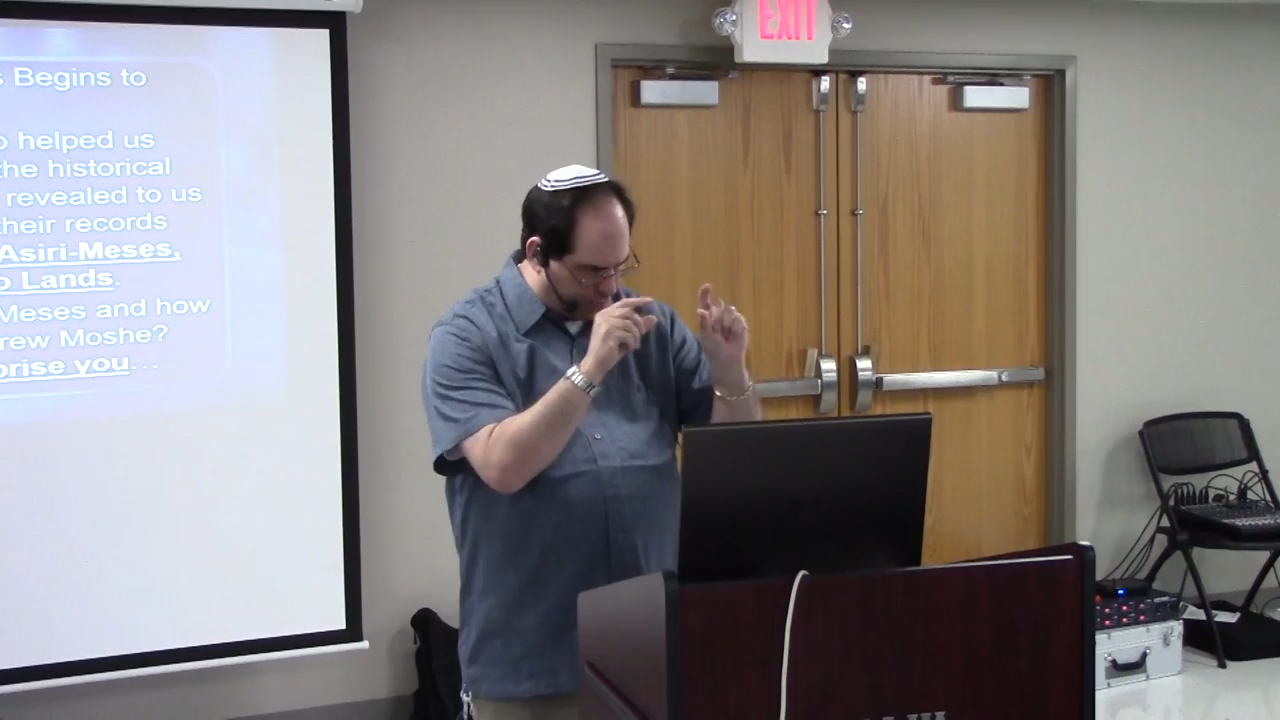 EXIT
s Begins to
o helped us
the historical
revealed to us
their records
Asiri-Meses,
o Lands.
Meses and how
rew Moshe?
prise you...